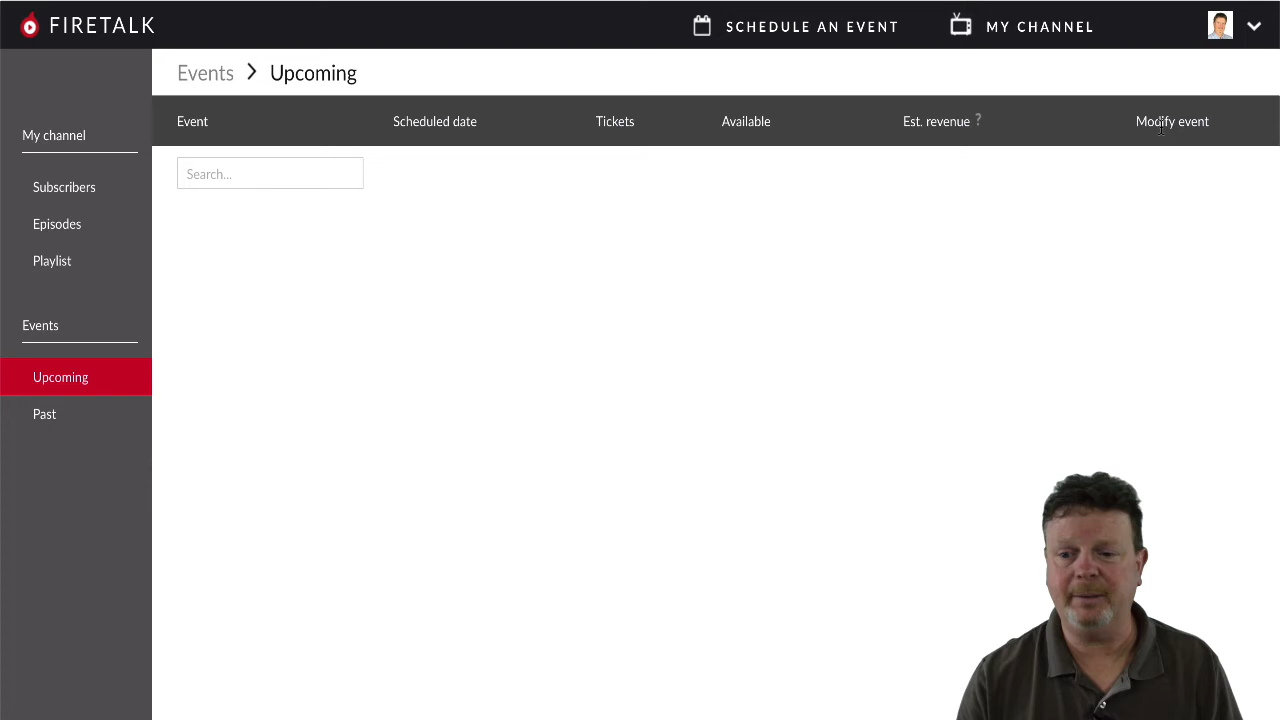 FIRETALK
SCHEDULE AN EVENT
MY CHANNEL
Events > Upcoming
Event
Scheduled date
Tickets
Available
Est. revenue ?
Modify event
Search...
My channel
Subscribers
Episodes
Playlist
Events
Upcoming
Past